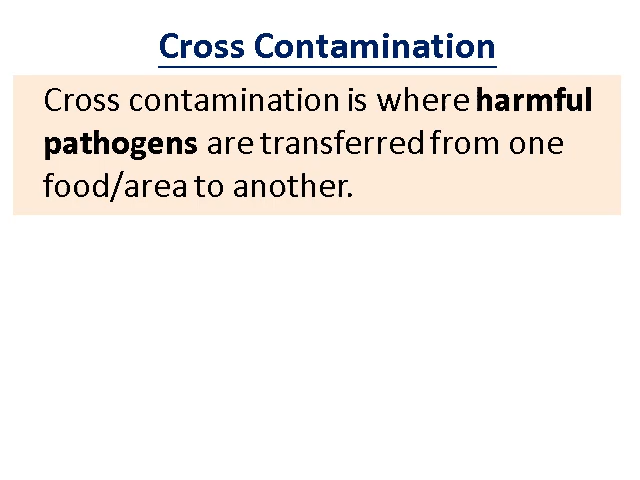 Cross Contamination
Cross contamination is where harmful
pathogens are transferred from one
food/area to another.